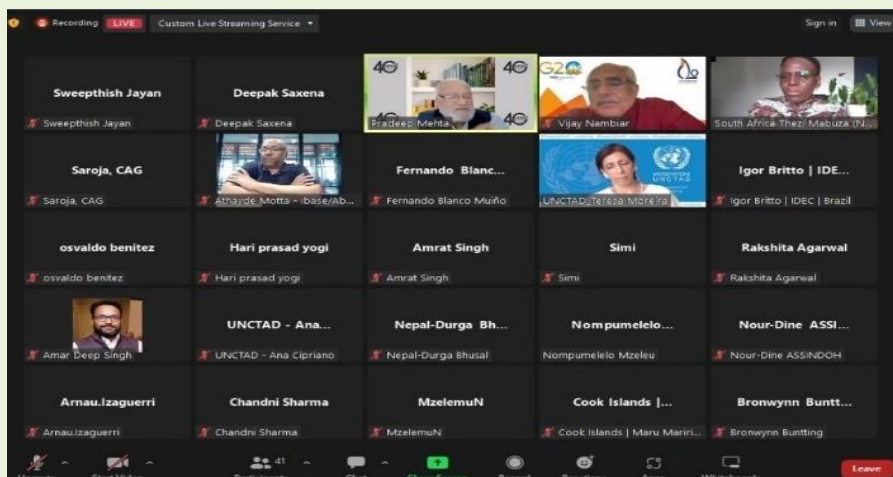 Recording LIVE Custom Live Streaming Service Sign in View
Sweepthish Jayan Deepak Saxena 40 40 G20
Sweepthish Jayan Deepak Saxena Pradeep Mehta 40 Vijay Nambiar South Africa Thezi Mabuza (N...
Saroja, CAG Fernando Blanc... UNCTAD Igor Britto | IDE...
Saroja, CAG Athayde Motta - Ibase/Ab... Fernando Blanco Muiño UNCTAD_Teresa Moreira Igor Britto | IDEC | Brazil
osvaldo benitez Hari prasad yogi Amrat Singh Simi Rakshita Agarwal
osvaldo benitez Hari prasad yogi Amrat Singh Simi Rakshita Agarwal
UNCTAD - Ana... Nepal-Durga Bh... Nompumelelo... Nour-Dine ASSI...
Amar Deep Singh UNCTAD - Ana Cipriano Nepal-Durga Bhusal Nompumelelo Mzeleu Nour-Dine ASSINDOH
Arnau.Izaguerri Chandni Sharma MzelemuN Cook Islands |... Bronwynn Buntt...
Arnau.Izaguerri Chandni Sharma MzelemuN Cook Islands | Maru Mariri... Bronwynn Buntting
41 Leave